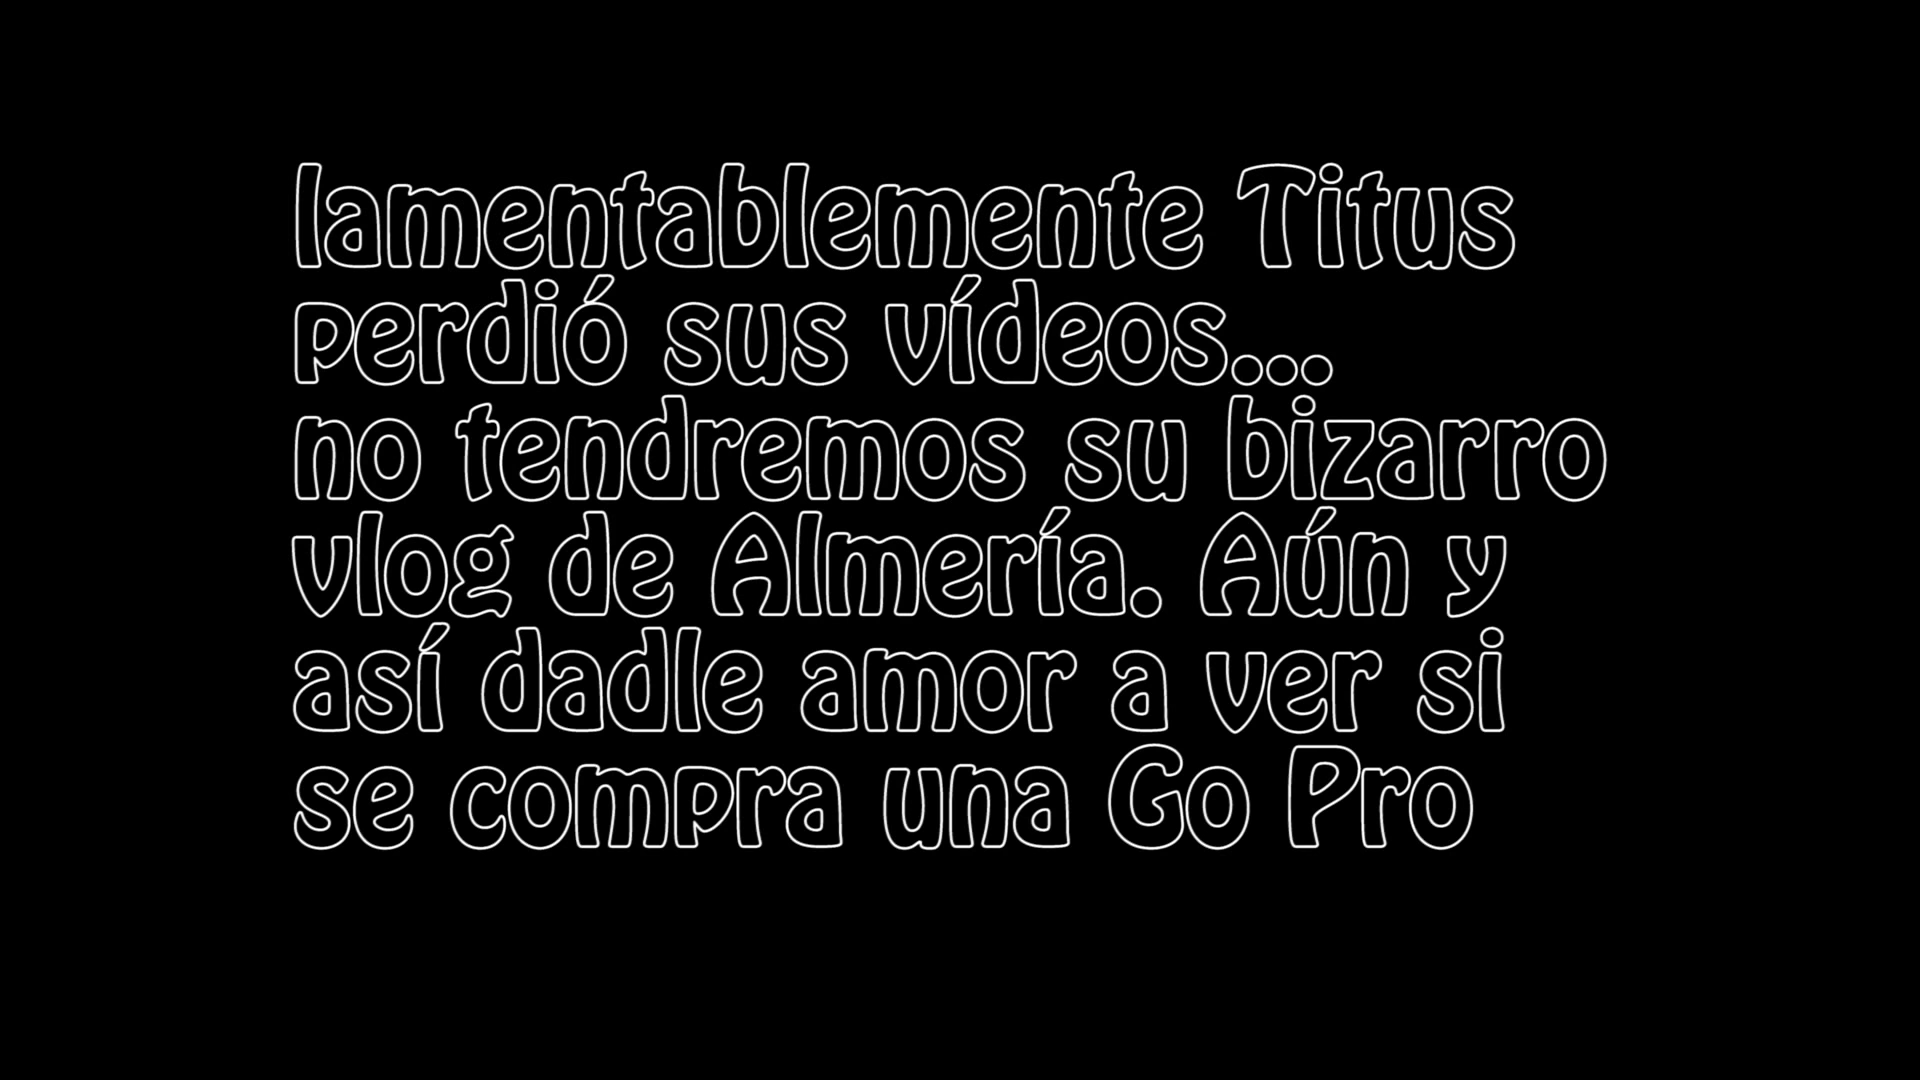 lamentablemente Titus
perdió sus vídeos...
no tendremos su bizarro
vlog de Almería. Aún y
así dadle amor a ver si
se compra una Go Pro